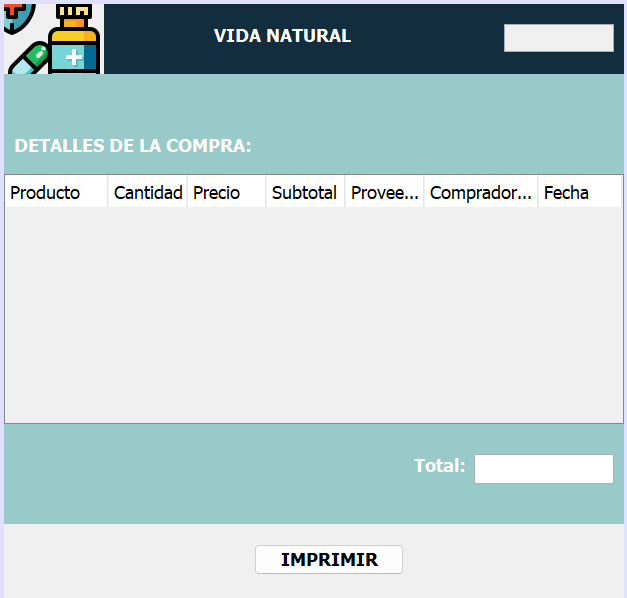 VIDA NATURAL
DETALLES DE LA COMPRA:
Producto Cantidad Precio Subtotal Provee... Comprador... Fecha
Total:
IMPRIMIR